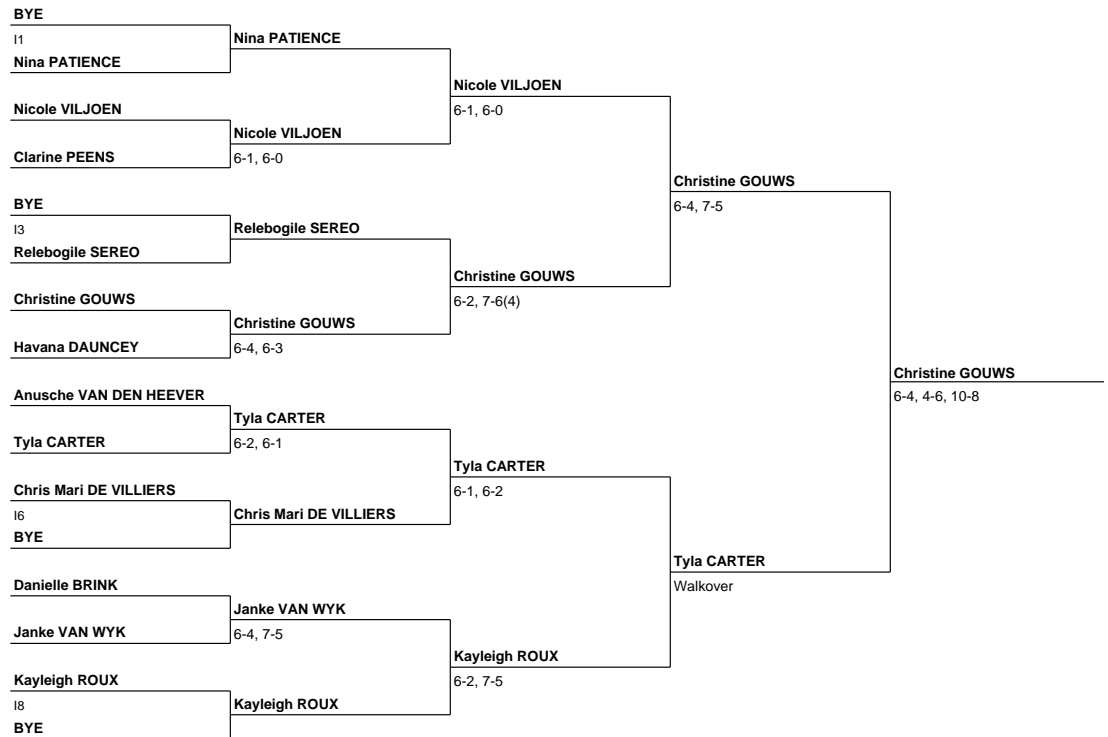 BYE
I1
Nina PATIENCE
Nicole VILJOEN
Clarine PEENS
BYE
I3
Relebogile SEREO
Christine GOUWS
Havana DAUNCEY
Anusche VAN DEN HEEVER
Tyla CARTER
Chris Mari DE VILLIERS
I6
BYE
Danielle BRINK
Janke VAN WYK
Kayleigh ROUX
I8
BYE
Nina PATIENCE
Nicole VILJOEN
6-1, 6-0
Relebogile SEREO
Christine GOUWS
6-4, 6-3
Tyla CARTER
6-2, 6-1
Chris Mari DE VILLIERS
Janke VAN WYK
6-4, 7-5
Kayleigh ROUX
Nicole VILJOEN
6-1, 6-0
Christine GOUWS
6-2, 7-6(4)
Tyla CARTER
6-1, 6-2
Kayleigh ROUX
6-2, 7-5
Christine GOUWS
6-4, 7-5
Tyla CARTER
Walkover
Christine GOUWS
6-4, 4-6, 10-8